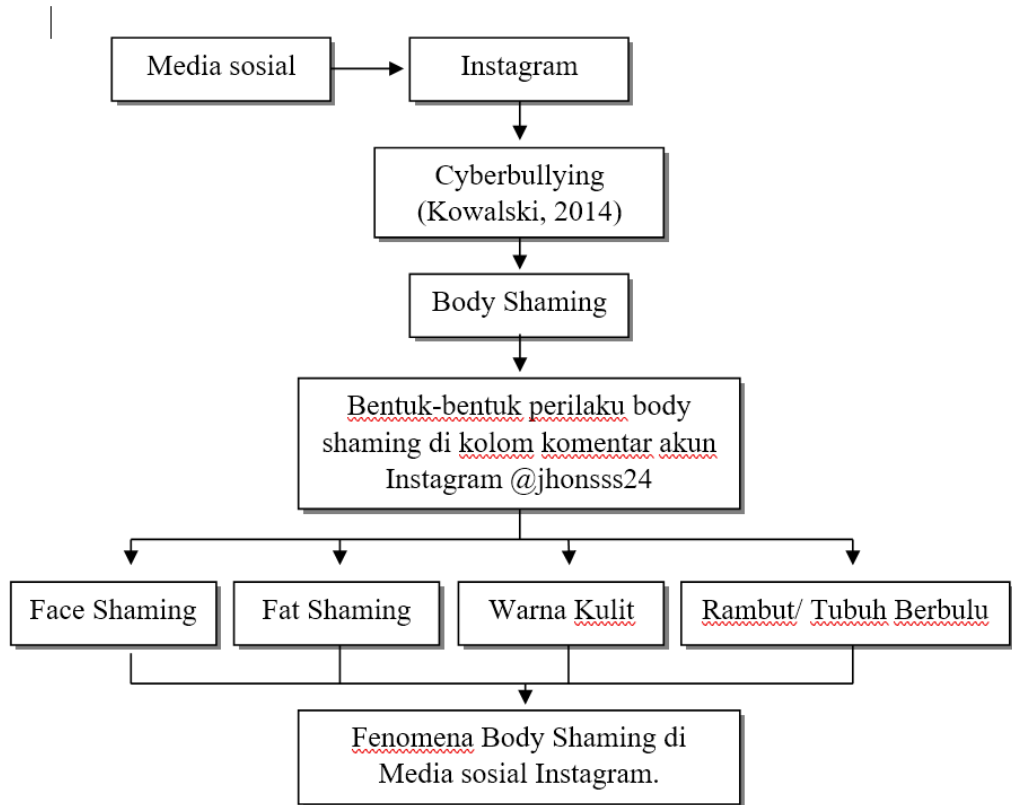 Media sosial
Instagram
Cyberbullying
(Kowalski, 2014)
Body Shaming
Bentuk-bentuk perilaku body
shaming di kolom komentar akun
Instagram @jhonsss24
Face Shaming
Fat Shaming
Warna Kulit
Rambut/ Tubuh Berbulu
Fenomena Body Shaming di
Media sosial Instagram.